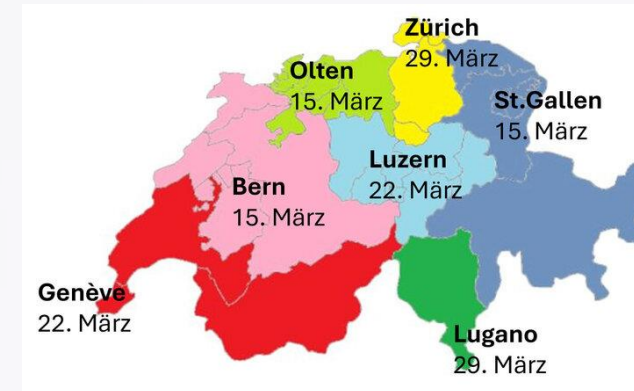 Zürich
29. März
Olten
15. März
St.Gallen
15. März
Luzern
22. März
Bern
15. März
Genève
22. März
Lugano
29. März